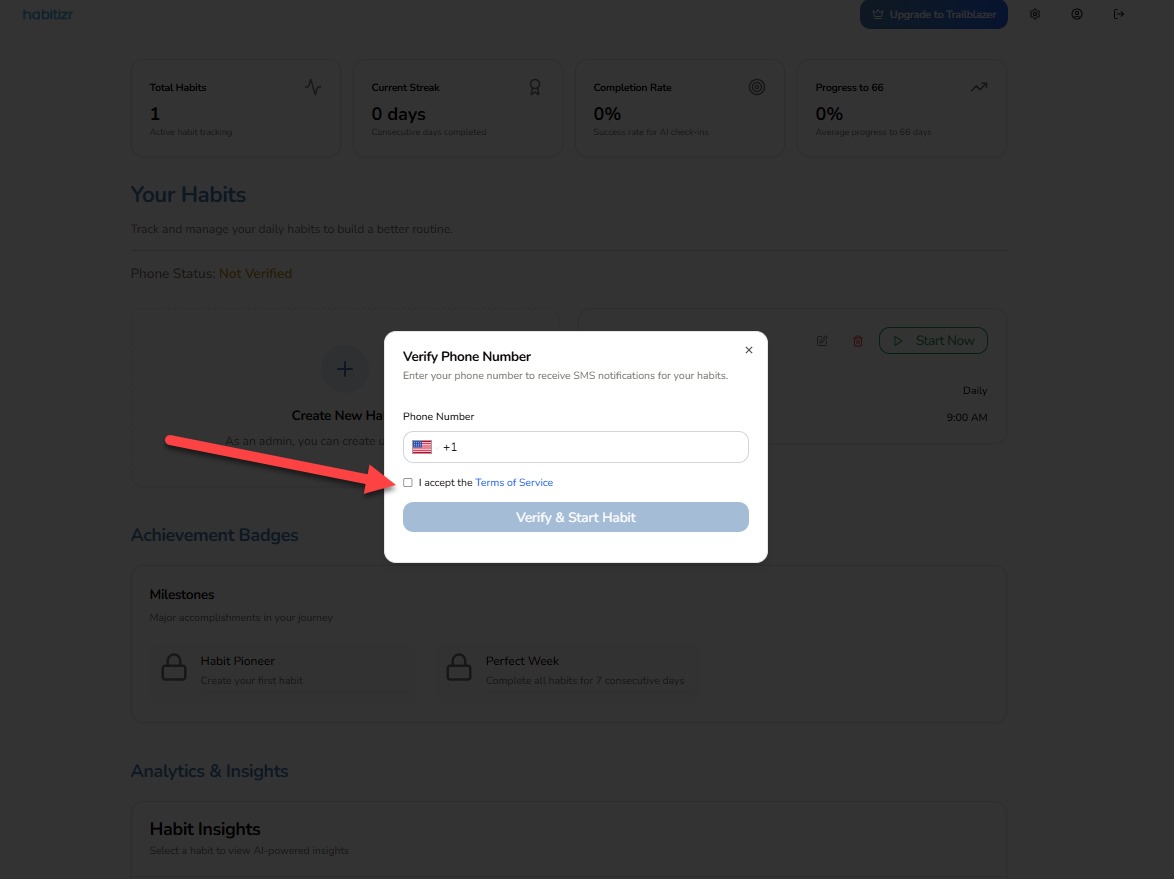 habitizr
Upgrade to Trailblazer
Total Habits
1
Active habit tracking
Current Streak
0 days
Consecutive days completed
Completion Rate
0%
Success rate for AI check-ins
Progress to 66
0%
Average progress to 66 days
Your Habits
Track and manage your daily habits to build a better routine.
Phone Status: Not Verified
Create New Ha
As an admin, you can create
Start Now
Daily
9:00 AM
Verify Phone Number
Enter your phone number to receive SMS notifications for your habits.
Phone Number
+1
I accept the Terms of Service
Verify & Start Habit
Achievement Badges
Milestones
Major accomplishments in your journey
Habit Pioneer
Create your first habit
Perfect Week
Complete all habits for 7 consecutive days
Analytics & Insights
Habit Insights
Select a habit to view AI-powered insights